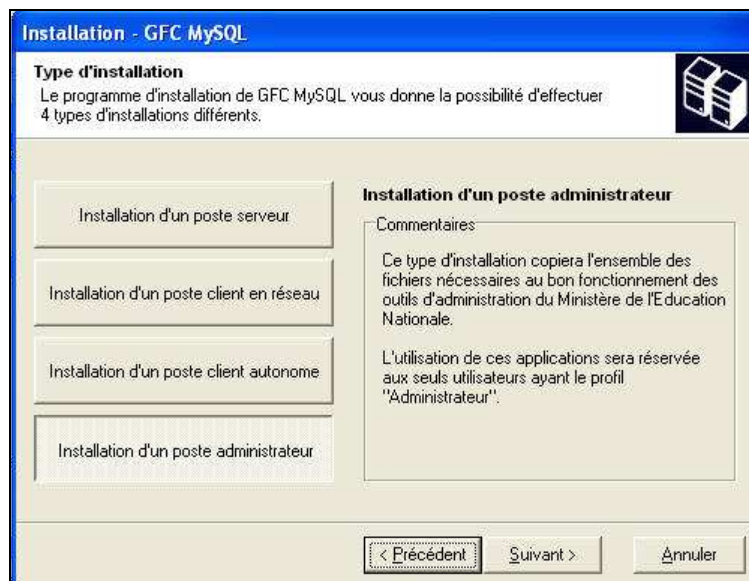 Installation - GFC MySQL
Type d'installation
Le programme d'installation de GFC MySQL vous donne la possibilité d'effectuer
4 types d'installations différents.
Installation d'un poste serveur
Installation d'un poste client en réseau
Installation d'un poste client autonome
Installation d'un poste administrateur
Installation d'un poste administrateur
Commentaires
Ce type d'installation copiera l'ensemble des
fichiers nécessaires au bon fonctionnement des
outils d'administration du Ministère de l'Education
Nationale.
L'utilisation de ces applications sera réservée
aux seuls utilisateurs ayant le profil
"Administrateur".
< Précédent
Suivant >
Annuler